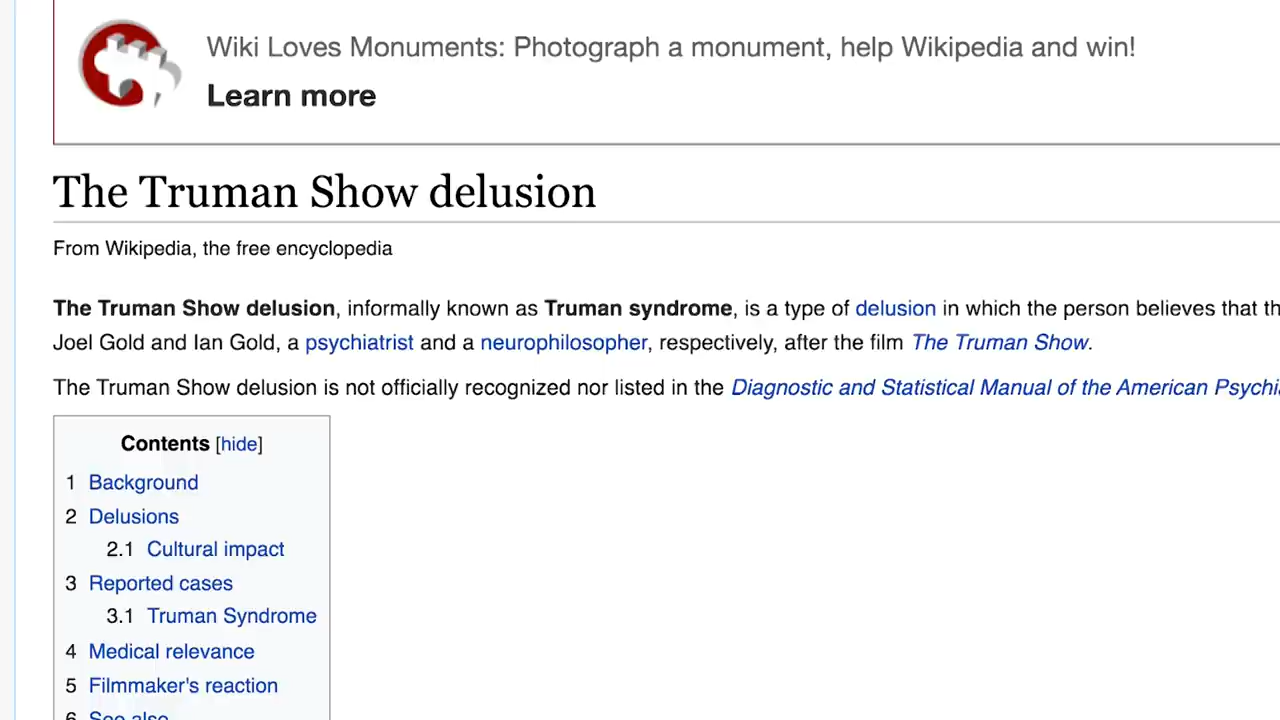 Wiki Loves Monuments: Photograph a monument, help Wikipedia and win!
Learn more
The Truman Show delusion
From Wikipedia, the free encyclopedia
The Truman Show delusion, informally known as Truman syndrome, is a type of delusion in which the person believes that
Joel Gold and Ian Gold, a psychiatrist and a neurophilosopher, respectively, after the film The Truman Show.
The Truman Show delusion is not officially recognized nor listed in the Diagnostic and Statistical Manual of the American
Contents [hide]
1 Background
2 Delusions
2.1 Cultural impact
3 Reported cases
3.1 Truman Syndrome
4 Medical relevance
5 Filmmaker's reaction
6 See also